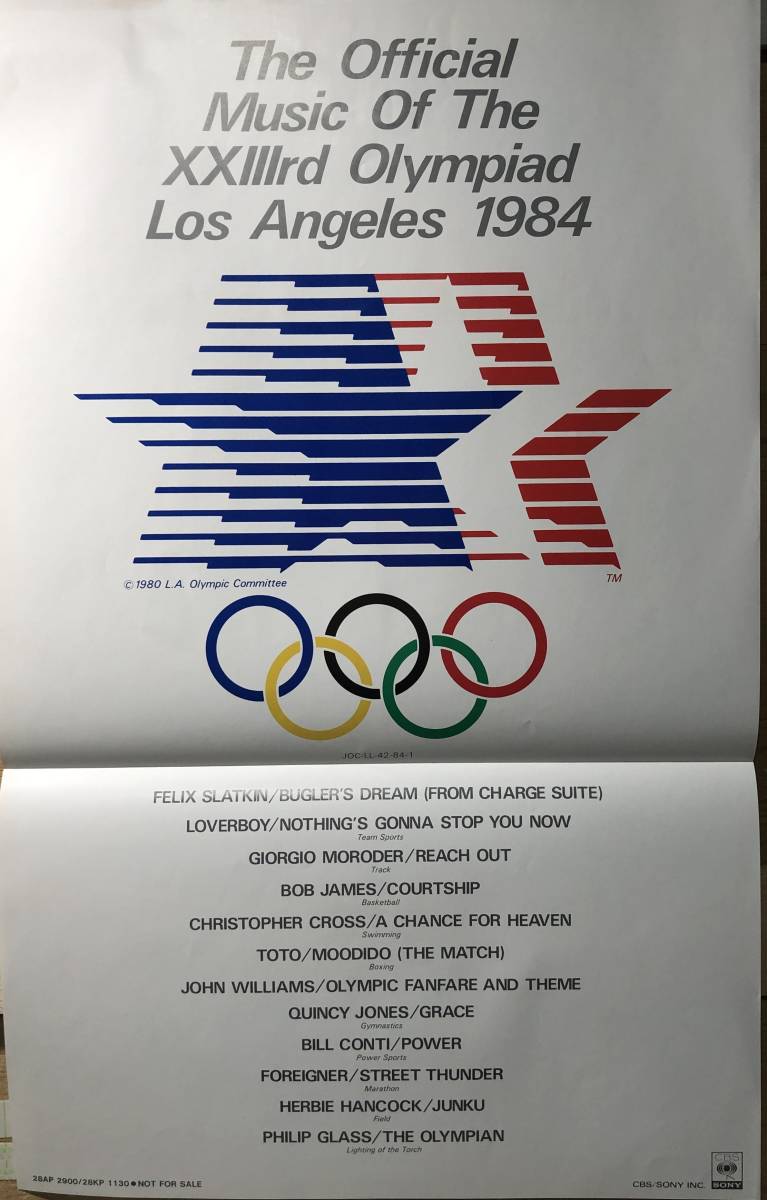 The Official
Music Of The
XXIIIrd Olympiad
Los Angeles 1984
© 1980 L.A. Olympic Committee
TM
JOC-LL-42-84-1
FELIX SLATKIN/BUGLER'S DREAM (FROM CHARGE SUITE)
LOVERBOY/NOTHING'S GONNA STOP YOU NOW
Team Sports
GIORGIO MORODER/REACH OUT
Track
BOB JAMES/COURTSHIP
Basketball
CHRISTOPHER CROSS/A CHANCE FOR HEAVEN
Swimming
TOTO/MOODIDO (THE MATCH)
Boxing
JOHN WILLIAMS/OLYMPIC FANFARE AND THEME
QUINCY JONES/GRACE
Gymnastics
BILL CONTI/POWER
Power Sports
FOREIGNER/STREET THUNDER
Marathon
HERBIE HANCOCK/JUNKU
Field
PHILIP GLASS/THE OLYMPIAN
Lighting of the Torch
28AP 2900/28KP 1130●NOT FOR SALE
CBS/SONY INC.
CBS
SONY